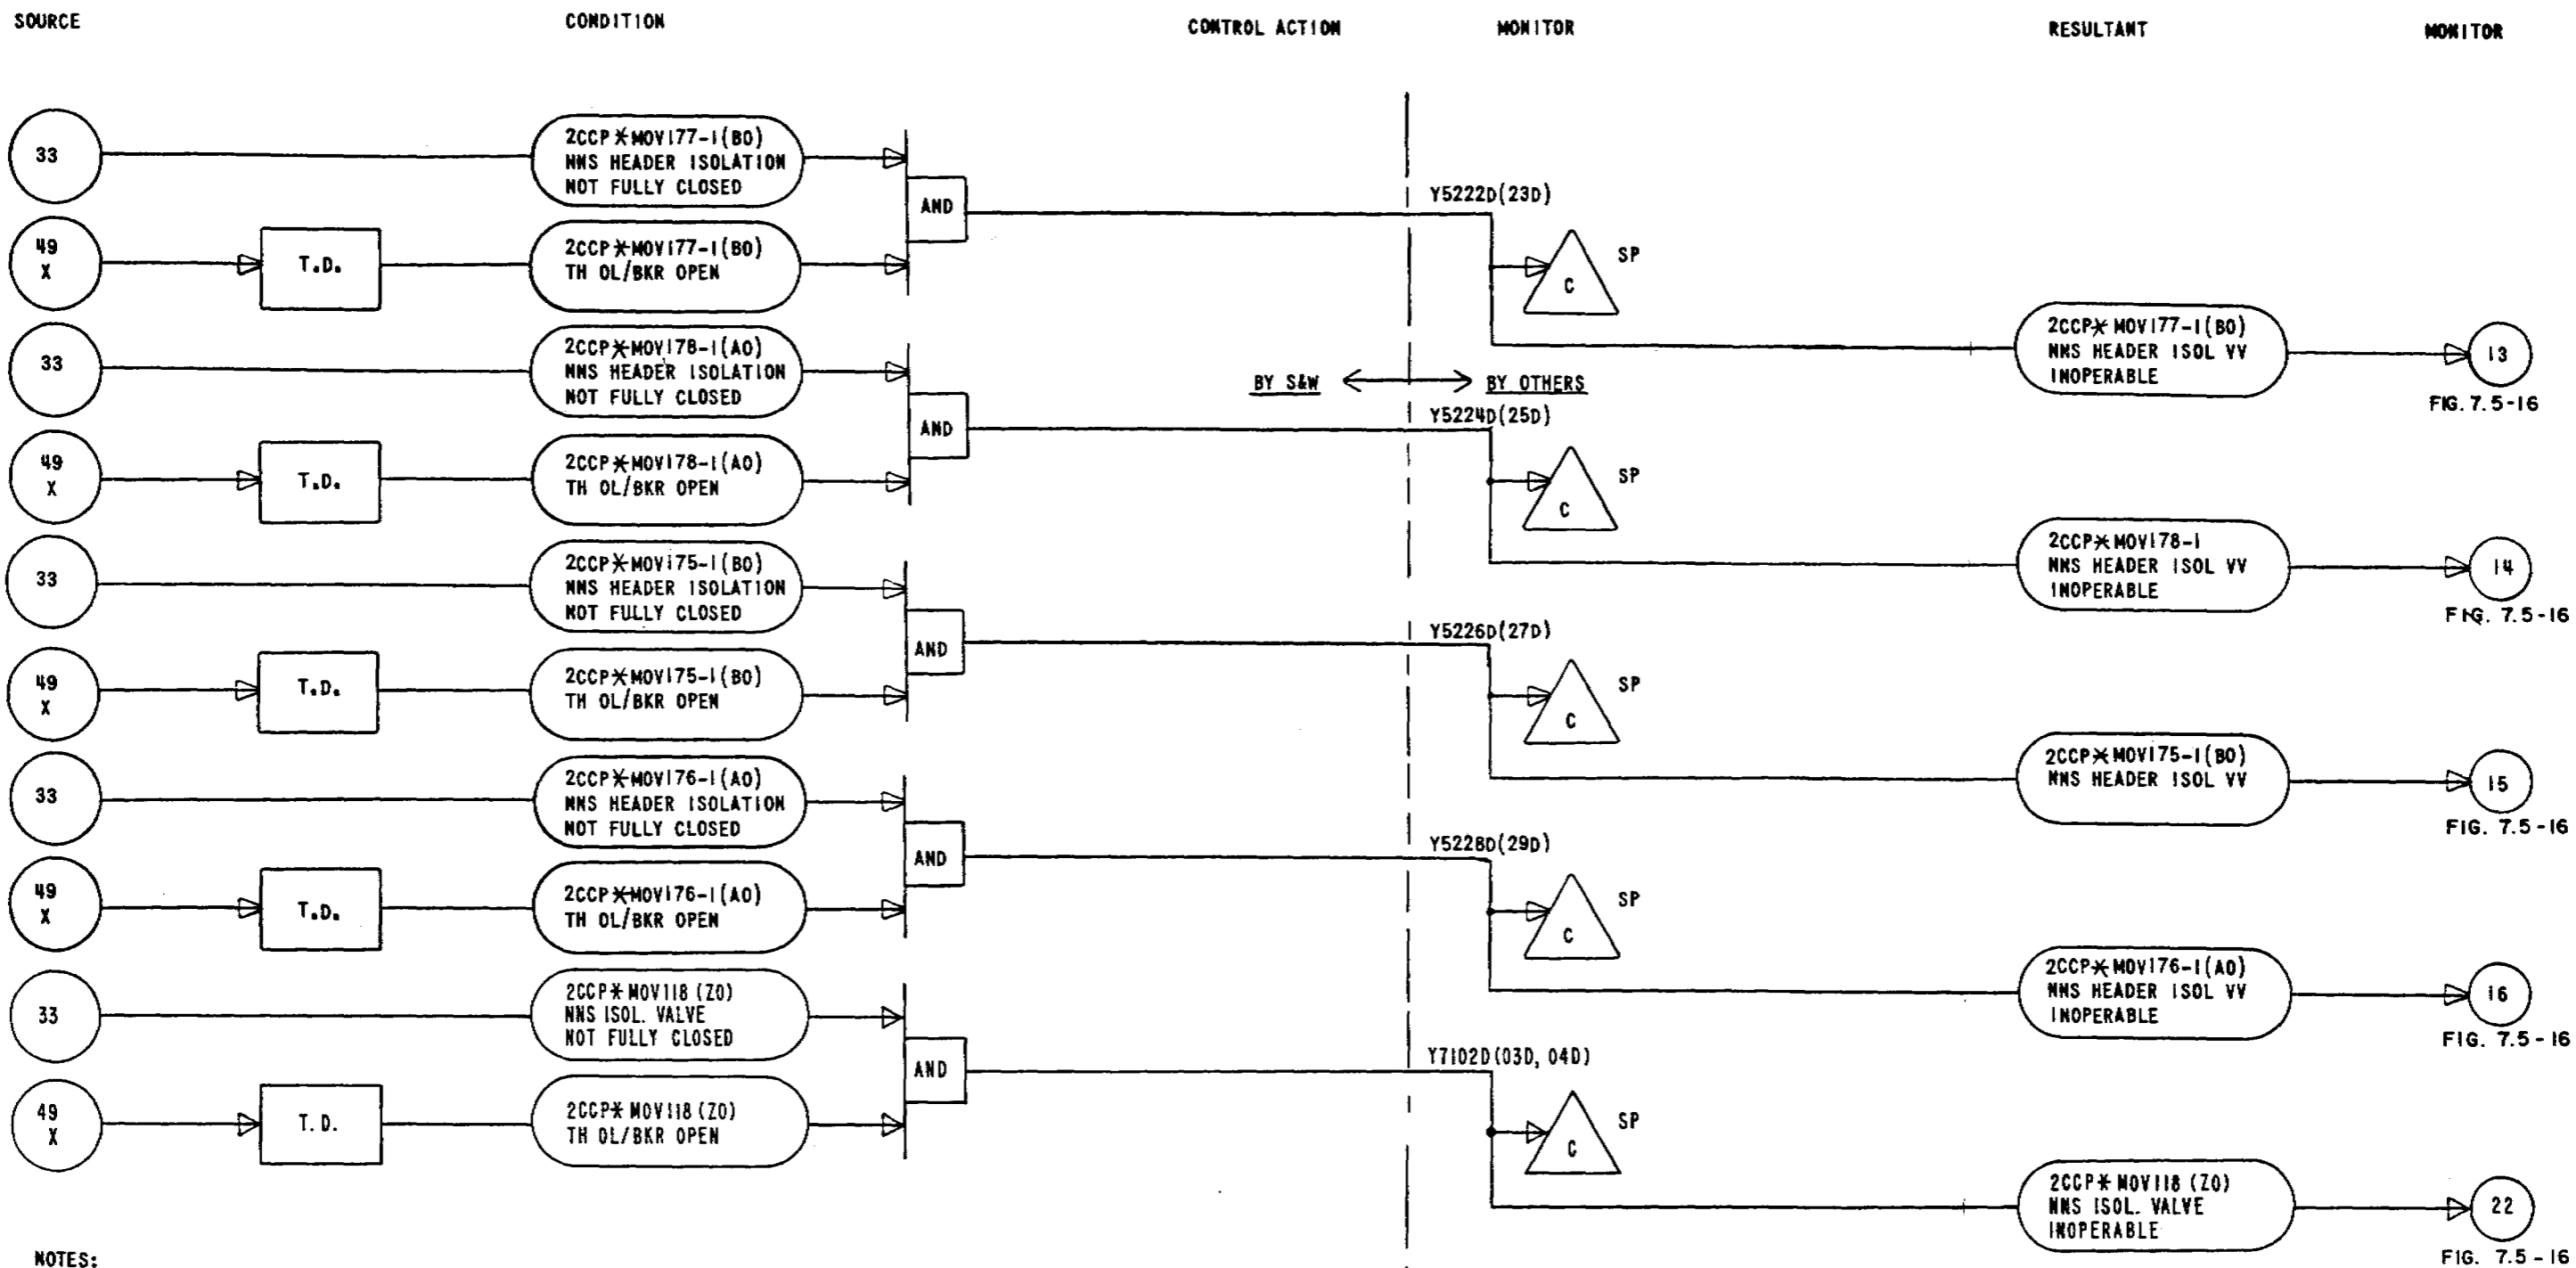 SOURCE
CONDITION
CONTROL ACTION
MONITOR
RESULTANT
MONITOR
33
2CCP*MOV177-1(BO)
NNS HEADER ISOLATION
NOT FULLY CLOSED
AND
Y5222D(23D)
49
X
T.D.
2CCP*MOV177-1(BO)
TH OL/BKR OPEN
C
SP
2CCP*MOV177-1(BO)
NNS HEADER ISOL VV
INOPERABLE
13
FIG. 7.5-16
33
2CCP*MOV178-1(AO)
NNS HEADER ISOLATION
NOT FULLY CLOSED
BY S&W
BY OTHERS
AND
Y5224D(25D)
49
X
T.D.
2CCP*MOV178-1(AO)
TH OL/BKR OPEN
C
SP
2CCP*MOV178-1
NNS HEADER ISOL VV
INOPERABLE
14
FIG. 7.5-16
33
2CCP*MOV175-1(BO)
NNS HEADER ISOLATION
NOT FULLY CLOSED
AND
Y5226D(27D)
49
X
T.D.
2CCP*MOV175-1(BO)
TH OL/BKR OPEN
C
SP
2CCP*MOV175-1(BO)
NNS HEADER ISOL VV
15
FIG. 7.5-16
33
2CCP*MOV176-1(AO)
NNS HEADER ISOLATION
NOT FULLY CLOSED
AND
Y5228D(29D)
49
X
T.D.
2CCP*MOV176-1(AO)
TH OL/BKR OPEN
C
SP
2CCP*MOV176-1(AO)
NNS HEADER ISOL VV
INOPERABLE
16
FIG. 7.5-16
33
2CCP*MOV118 (ZO)
NNS ISOL. VALVE
NOT FULLY CLOSED
AND
Y7102D(03D, 04D)
49
X
T.D.
2CCP*MOV118 (ZO)
TH OL/BKR OPEN
C
SP
2CCP*MOV118 (ZO)
NNS ISOL. VALVE
INOPERABLE
22
FIG. 7.5-16
NOTES: